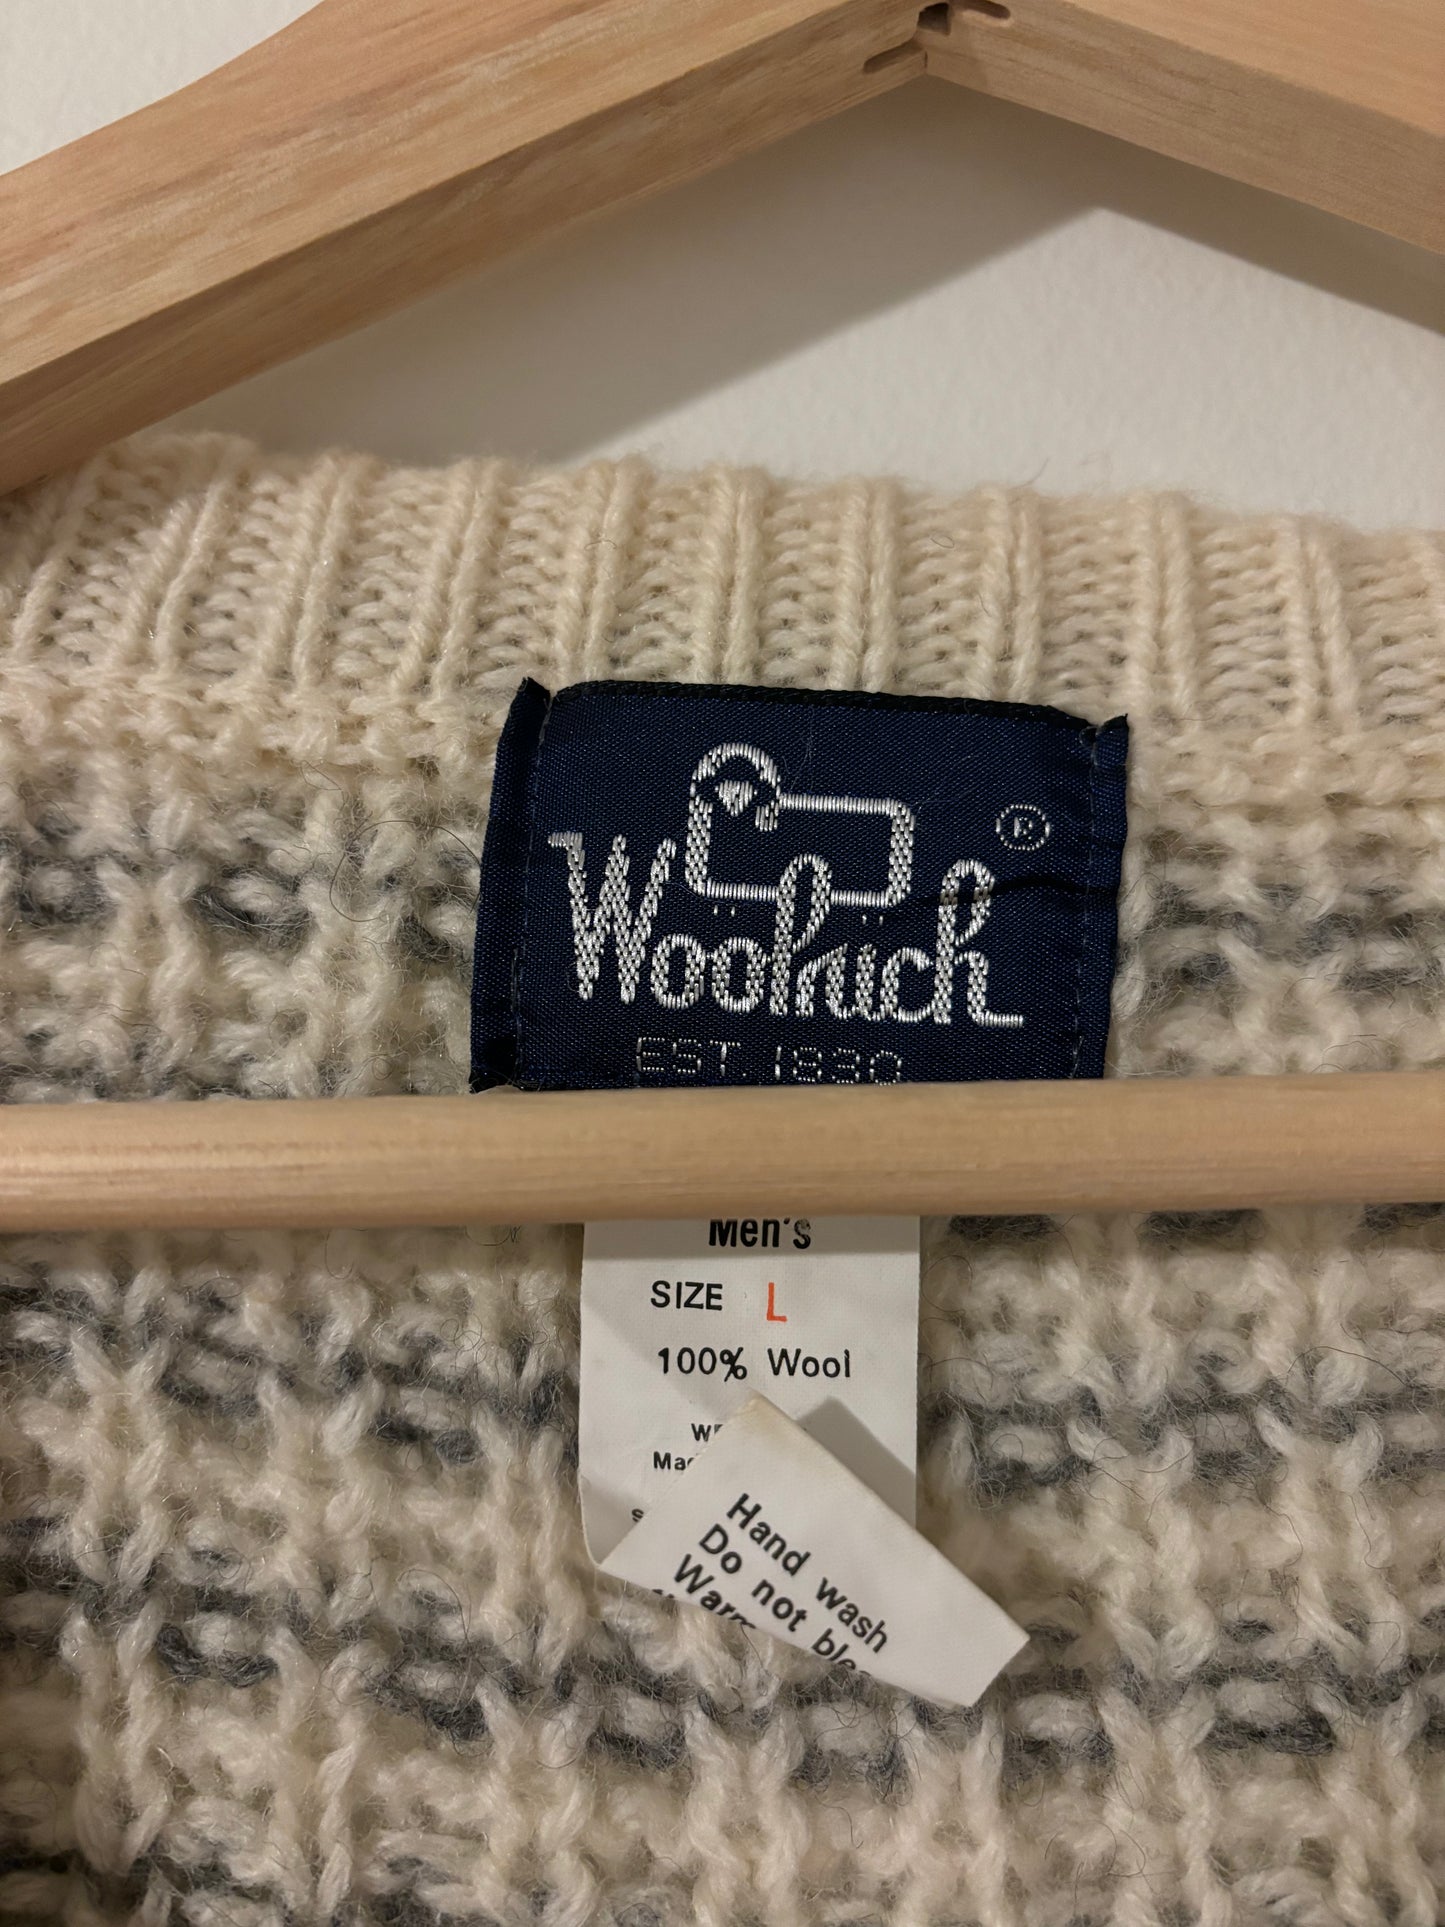 Woolrich
®
EST. 1830
Men's
SIZE L
100% Wool
Hand wash
Do not